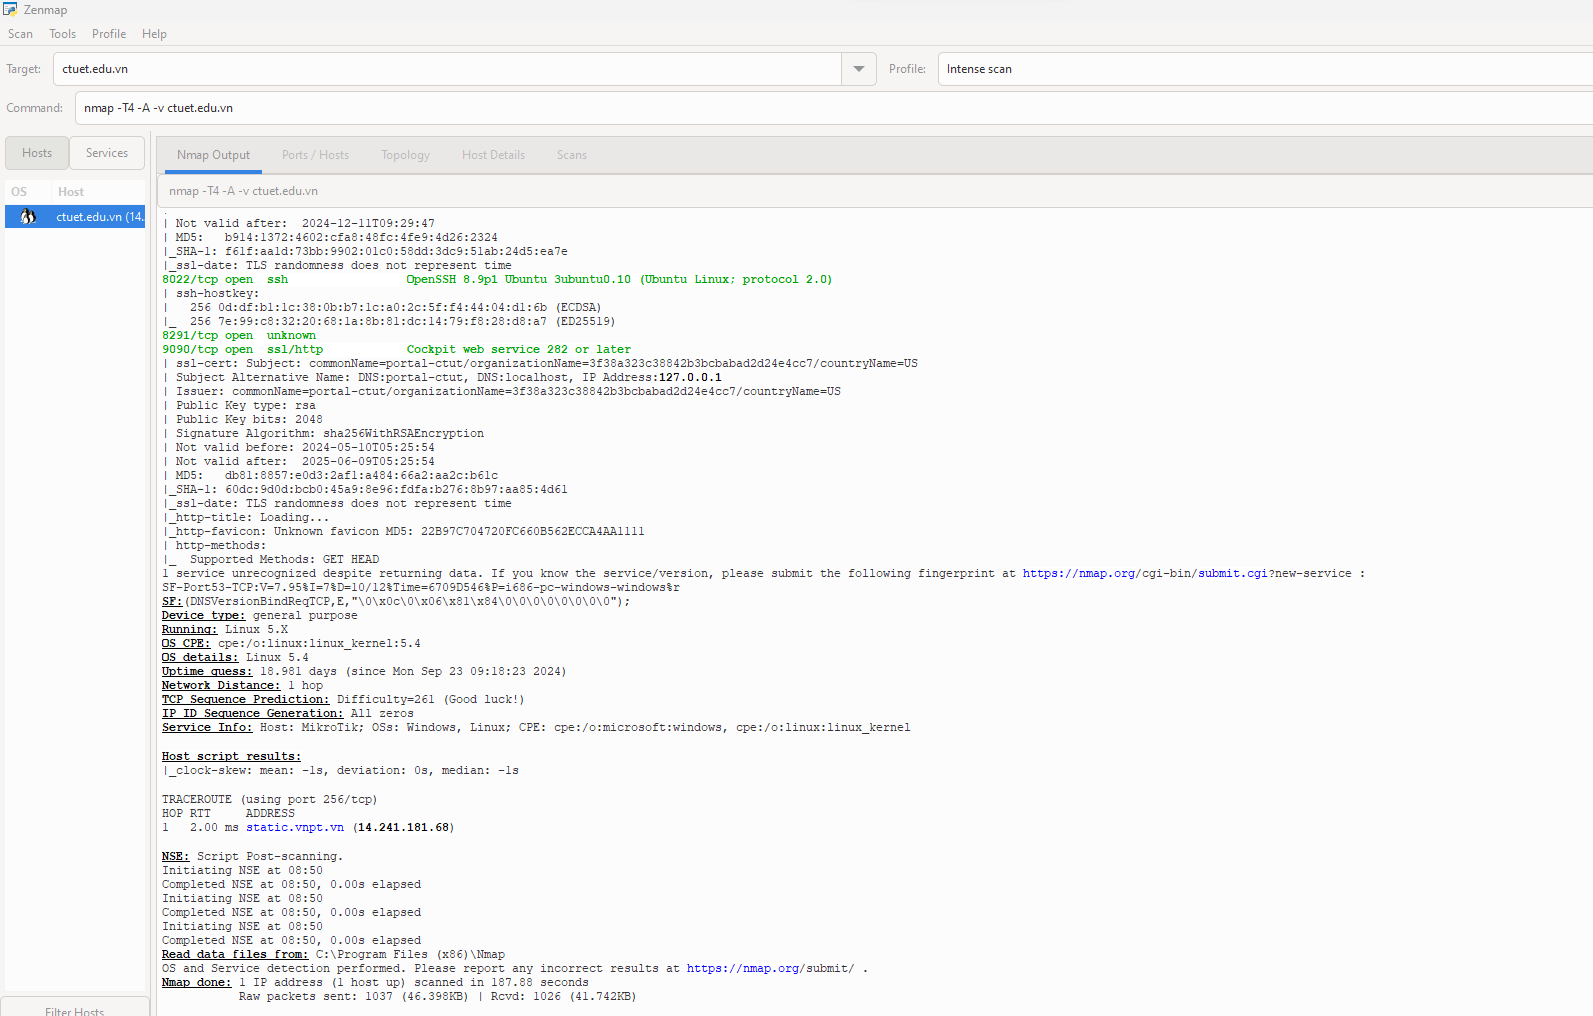 Zenmap
Scan Tools Profile Help
Target: ctuet.edu.vn Profile: Intense scan
Command: nmap -T4 -A -v ctuet.edu.vn
Hosts Services
Nmap Output Ports / Hosts Topology Host Details Scans
OS Host
nmap -T4 -A -v ctuet.edu.vn
ctuet.edu.vn (14.
| Not valid after:  2024-12-11T09:29:47
| MD5:   b914:1372:4602:cfa8:48fc:4fe9:4d26:2324
|_SHA-1: f61f:aa1d:73bb:9902:01c0:58dd:3dc9:51ab:24d5:ea7e
|_ssl-date: TLS randomness does not represent time
8022/tcp open  ssh                 OpenSSH 8.9p1 Ubuntu 3ubuntu0.10 (Ubuntu Linux; protocol 2.0)
| ssh-hostkey:
|   256 0d:df:b1:1c:38:0b:b7:1c:a0:2c:5f:f4:44:04:d1:6b (ECDSA)
|_  256 7e:99:c8:32:20:68:1a:8b:81:dc:14:79:f8:28:d8:a7 (ED25519)
8291/tcp open  unknown
9090/tcp open  ssl/http            Cockpit web service 282 or later
| ssl-cert: Subject: commonName=portal-ctut/organizationName=3f38a323c38842b3bcbabad2d24e4cc7/countryName=US
| Subject Alternative Name: DNS:portal-ctut, DNS:localhost, IP Address:127.0.0.1
| Issuer: commonName=portal-ctut/organizationName=3f38a323c38842b3bcbabad2d24e4cc7/countryName=US
| Public Key type: rsa
| Public Key bits: 2048
| Signature Algorithm: sha256WithRSAEncryption
| Not valid before: 2024-05-10T05:25:54
| Not valid after:  2025-06-09T05:25:54
| MD5:   db81:8857:e0d3:2af1:a484:66a2:aa2c:b61c
|_SHA-1: 60dc:9d0d:bcb0:45a9:8e96:fdfa:b276:8b97:aa85:4d61
|_ssl-date: TLS randomness does not represent time
|_http-title: Loading...
|_http-favicon: Unknown favicon MD5: 22B97C704720FC660B562ECCA4AA1111
| http-methods:
|_  Supported Methods: GET HEAD
1 service unrecognized despite returning data. If you know the service/version, please submit the following fingerprint at https://nmap.org/cgi-bin/submit.cgi?new-service :
SF-Port53-TCP:V=7.95%I=7%D=10/12%Time=6709D546%P=i686-pc-windows-windows%r
SF:(DNSVersionBindReqTCP,E,"\0\x0c\0\x06\x81\x84\0\0\0\0\0\0\0\0");
Device type: general purpose
Running: Linux 5.X
OS CPE: cpe:/o:linux:linux_kernel:5.4
OS details: Linux 5.4
Uptime guess: 18.981 days (since Mon Sep 23 09:18:23 2024)
Network Distance: 1 hop
TCP Sequence Prediction: Difficulty=261 (Good luck!)
IP ID Sequence Generation: All zeros
Service Info: Host: MikroTik; OSs: Windows, Linux; CPE: cpe:/o:microsoft:windows, cpe:/o:linux:linux_kernel
Host script results:
|_clock-skew: mean: -1s, deviation: 0s, median: -1s
TRACEROUTE (using port 256/tcp)
HOP RTT     ADDRESS
1   2.00 ms static.vnpt.vn (14.241.181.68)
NSE: Script Post-scanning.
Initiating NSE at 08:50
Completed NSE at 08:50, 0.00s elapsed
Initiating NSE at 08:50
Completed NSE at 08:50, 0.00s elapsed
Initiating NSE at 08:50
Completed NSE at 08:50, 0.00s elapsed
Read data files from: C:\Program Files (x86)\Nmap
OS and Service detection performed. Please report any incorrect results at https://nmap.org/submit/ .
Nmap done: 1 IP address (1 host up) scanned in 187.88 seconds
Raw packets sent: 1037 (46.398KB) | Rcvd: 1026 (41.742KB)
Filter Hosts